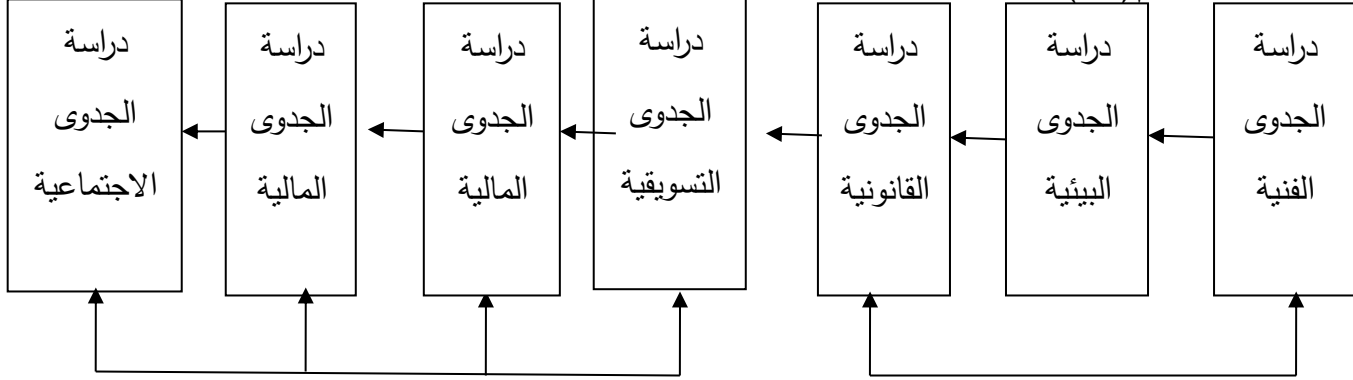 دراسة
الجدوى
الفنية
دراسة
الجدوى
البيئية
دراسة
الجدوى
القانونية
دراسة
الجدوى
التسويقية
دراسة
الجدوى
المالية
دراسة
الجدوى
المالية
دراسة
الجدوى
الاجتماعية